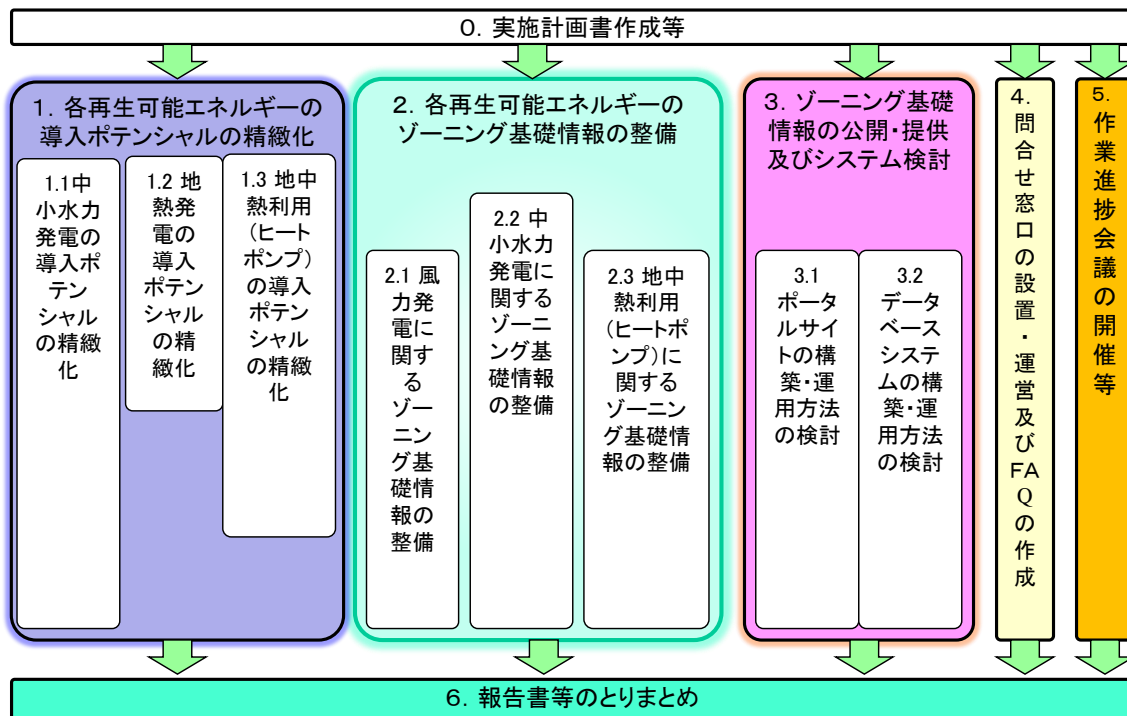 ０．実施計画書作成等
１．各再生可能エネルギーの
導入ポテンシャルの精緻化
1.1中
小水力
発電の
導入ポ
テン
シャル
の精緻
化
1.2 地
熱発
電の
導入
ポテン
シャル
の精
緻化
1.3 地中
熱利用
（ヒート
ポンプ）
の導入
ポテン
シャル
の精緻
化
２．各再生可能エネルギーの
ゾーニング基礎情報の整備
2.1 風
力発
電に関
する
ゾー
ニン
グ基
礎情
報の
整備
2.2 中
小水力
発電に
関する
ゾーニ
ング基
礎情報
の整備
2.3 地中
熱利用
（ヒートポ
ンプ）に
関する
ゾーニン
グ基礎情
報の整備
３．ゾーニング基礎
情報の公開・提供
及びシステム検討
3.1
ポータ
ルサイ
トの構
築・運
用方法
の検討
3.2
データ
ベース
システ
ムの構
築・運
用方法
の検討
４．問合せ窓口の設置・運営及びＦＡＱの作成
５．作業進捗会議の開催等
６．報告書等のとりまとめ